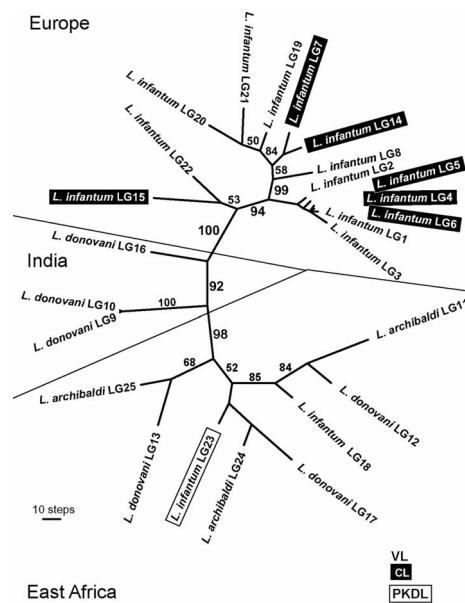 Europe
L. infantum LG21
L. infantum LG19
L. infantum LG7
L. infantum LG20
50
84
L. infantum LG14
L. infantum LG22
58
L. infantum LG8
L. infantum LG2
L. infantum LG5
99
L. infantum LG15
53
94
L. infantum LG4
L. infantum LG6
L. infantum LG1
100
L. infantum LG3
L. donovani LG16
India
92
L. donovani LG10
100
L. donovani LG9
L. archibaldi LG11
98
68
52
84
85
L. archibaldi LG25
L. donovani LG12
L. infantum LG18
L. donovani LG13
L. infantum LG23
L. archibaldi LG24
L. donovani LG17
10 steps
VL
CL
PKDL
East Africa